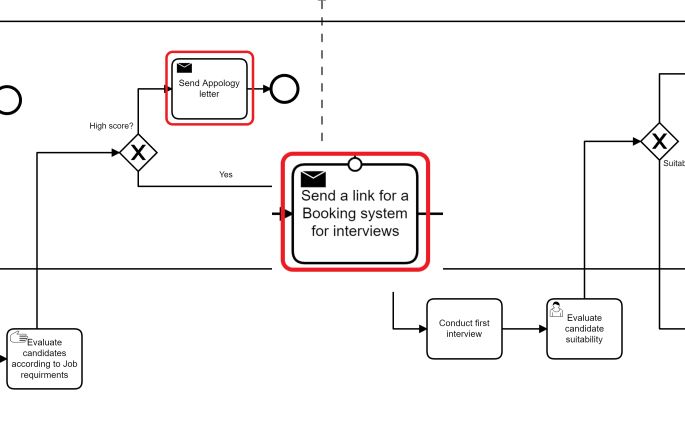 Send Appology
letter
High score?
Yes
Send a link for a
Booking system
for interviews
Suitab
Evaluate
candidates
according to Job
requirments
Conduct first
interview
Evaluate
candidate
suitability